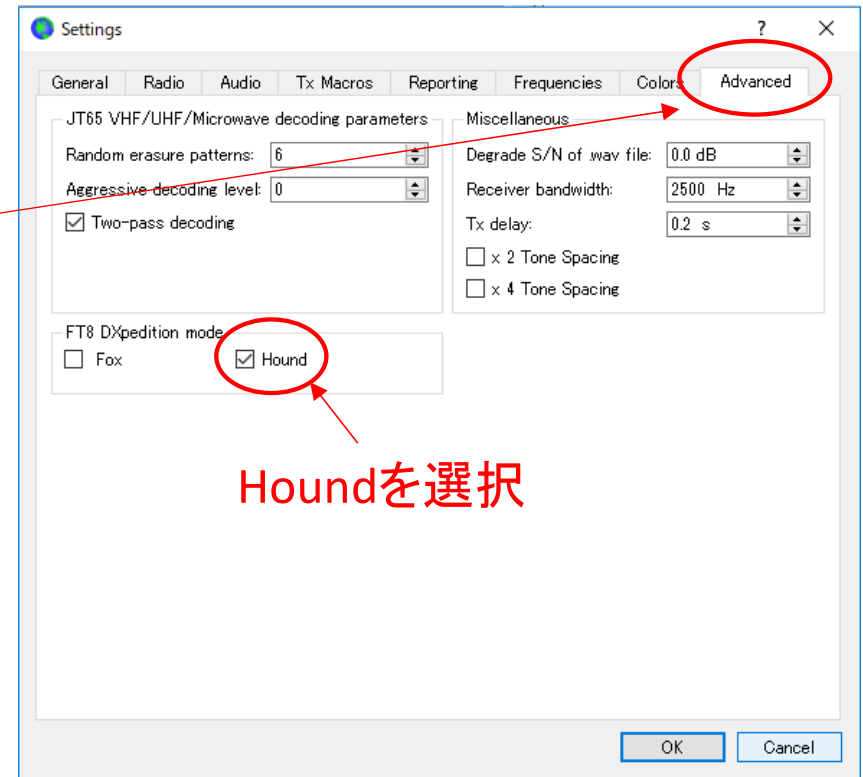 Settings
? ×
General Radio Audio Tx Macros Reporting Frequencies Colors Advanced
JT65 VHF/UHF/Microwave decoding parameters
Random erasure patterns: 6
Aggressive decoding level: 0
Two-pass decoding
Miscellaneous
Degrade S/N of .wav file: 0.0 dB
Receiver bandwidth: 2500 Hz
Tx delay: 0.2 s
x 2 Tone Spacing
x 4 Tone Spacing
FT8 DXpedition mode
Fox Hound
Houndを選択
OK Cancel